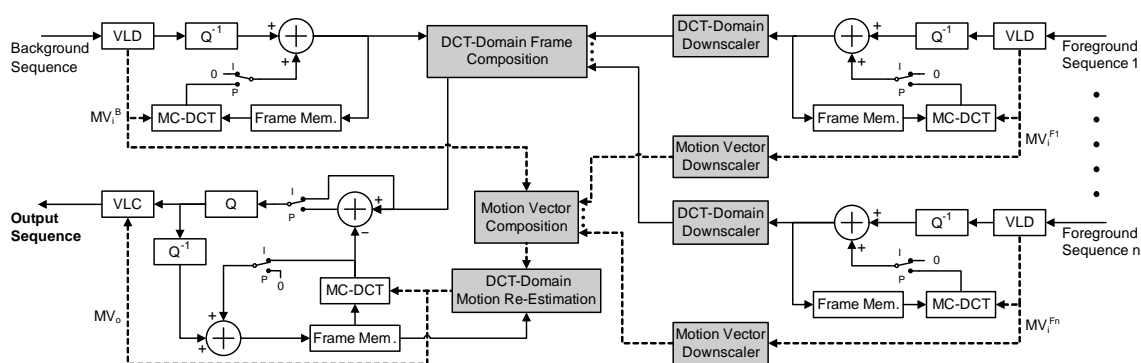 Background
Sequence
VLD
Q-1
+
+
0
I
P
MC-DCT
Frame Mem.
MViB
DCT-Domain Frame
Composition
DCT-Domain
Downscaler
+
+
Q-1
VLD
Foreground
Sequence 1
I
0
P
Frame Mem.
MC-DCT
MViF1
Motion Vector
Downscaler
Output
Sequence
VLC
Q
I
P
+
−
Q-1
I
P
0
MC-DCT
+
+
Frame Mem.
MVo
Motion Vector
Composition
DCT-Domain
Motion Re-Estimation
DCT-Domain
Downscaler
+
+
Q-1
VLD
Foreground
Sequence n
I
0
P
Frame Mem.
MC-DCT
MViFn
Motion Vector
Downscaler